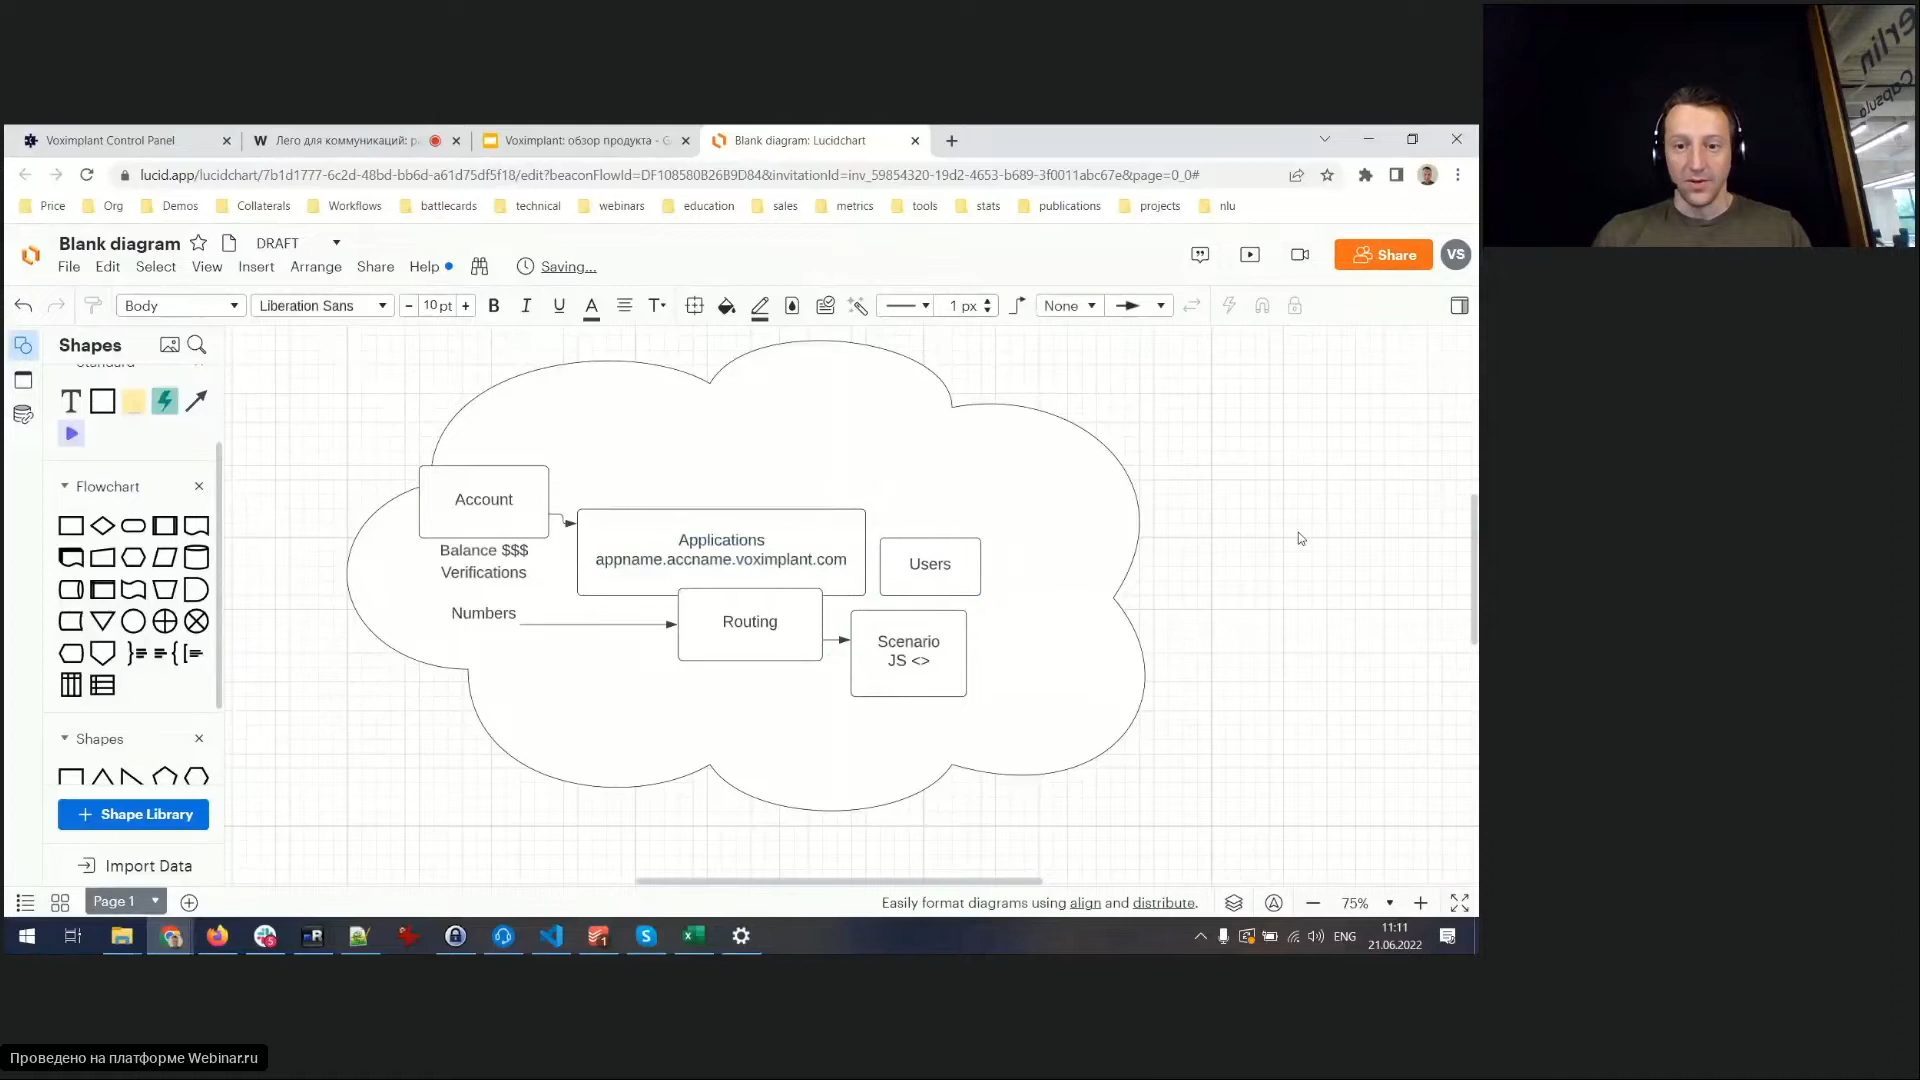 Voximplant Control Panel
Лего для коммуникаций: р
Voximplant: обзор продукта - G
Blank diagram: Lucidchart
lucid.app/lucidchart/7b1d1777-6c2d-48bd-bb6d-a61d75df5f18/edit?beaconFlowId=DF108580B26B9D84&invitationId=inv_59854320-19d2-4653-b689-3f0011abc67e&page=0_0#
Price
Org
Demos
Collaterals
Workflows
battlecards
technical
webinars
education
sales
metrics
tools
stats
publications
projects
nlu
Blank diagram
DRAFT
File
Edit
Select
View
Insert
Arrange
Share
Help
Saving...
Share
VS
Body
Liberation Sans
- 10 pt +
B
I
U
A
T
1 px
None
Shapes
Standard
T
Flowchart
Shapes
+ Shape Library
Import Data
Account
Balance $$$
Verifications
Numbers
Applications
appname.accname.voximplant.com
Users
Routing
Scenario
JS <>
Page 1
Easily format diagrams using align and distribute.
75%
ENG
11:11
21.06.2022
erlin
Capsula
Проведено на платформе Webinar.ru